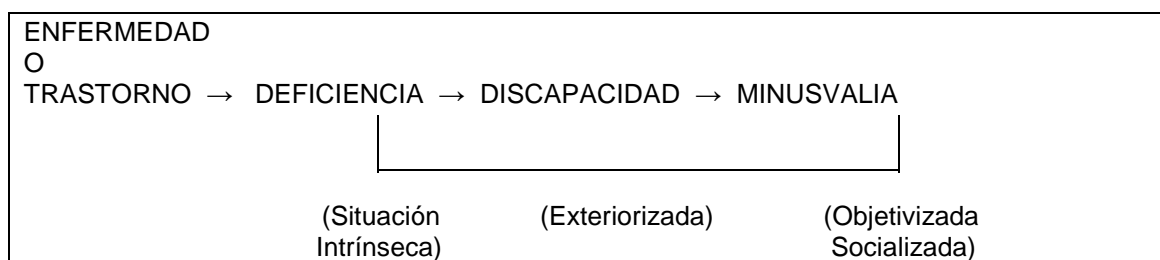 ENFERMEDAD
O
TRASTORNO → DEFICIENCIA → DISCAPACIDAD → MINUSVALIA
(Situación (Exteriorizada) (Objetivizada
Intrínseca) Socializada)